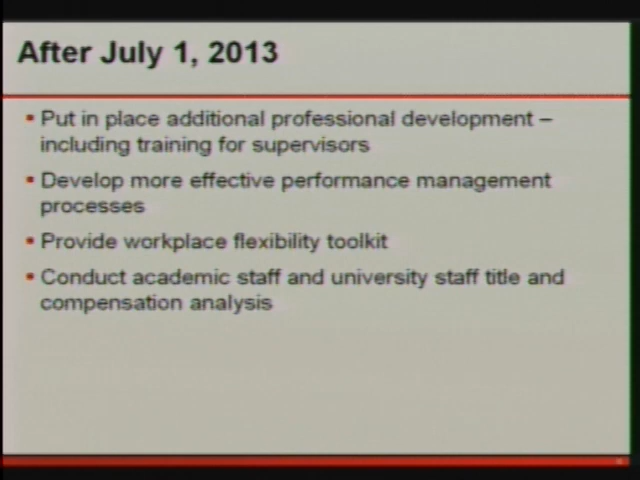 After July 1, 2013
▪ Put in place additional professional development –
including training for supervisors
▪ Develop more effective performance management
processes
▪ Provide workplace flexibility toolkit
▪ Conduct academic staff and university staff title and
compensation analysis